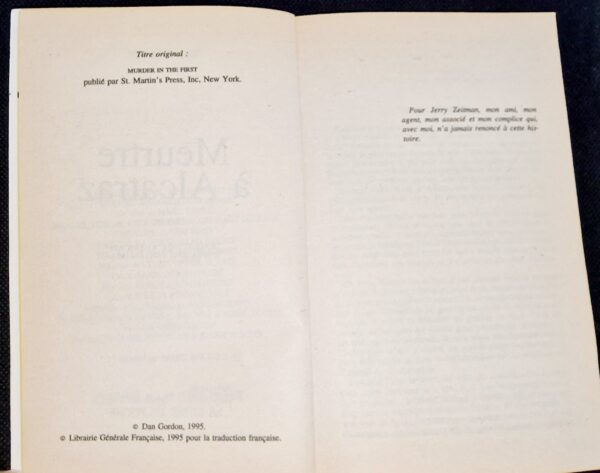 Titre original :
MURDER IN THE FIRST
publié par St. Martin's Press, Inc, New York.
© Dan Gordon, 1995.
© Librairie Générale Française, 1995 pour la traduction française.
Pour Jerry Zeitman, mon ami, mon
agent, mon associé et mon complice qui,
avec moi, n'a jamais renoncé à cette his-
toire.
Meurtre
à Alcatraz